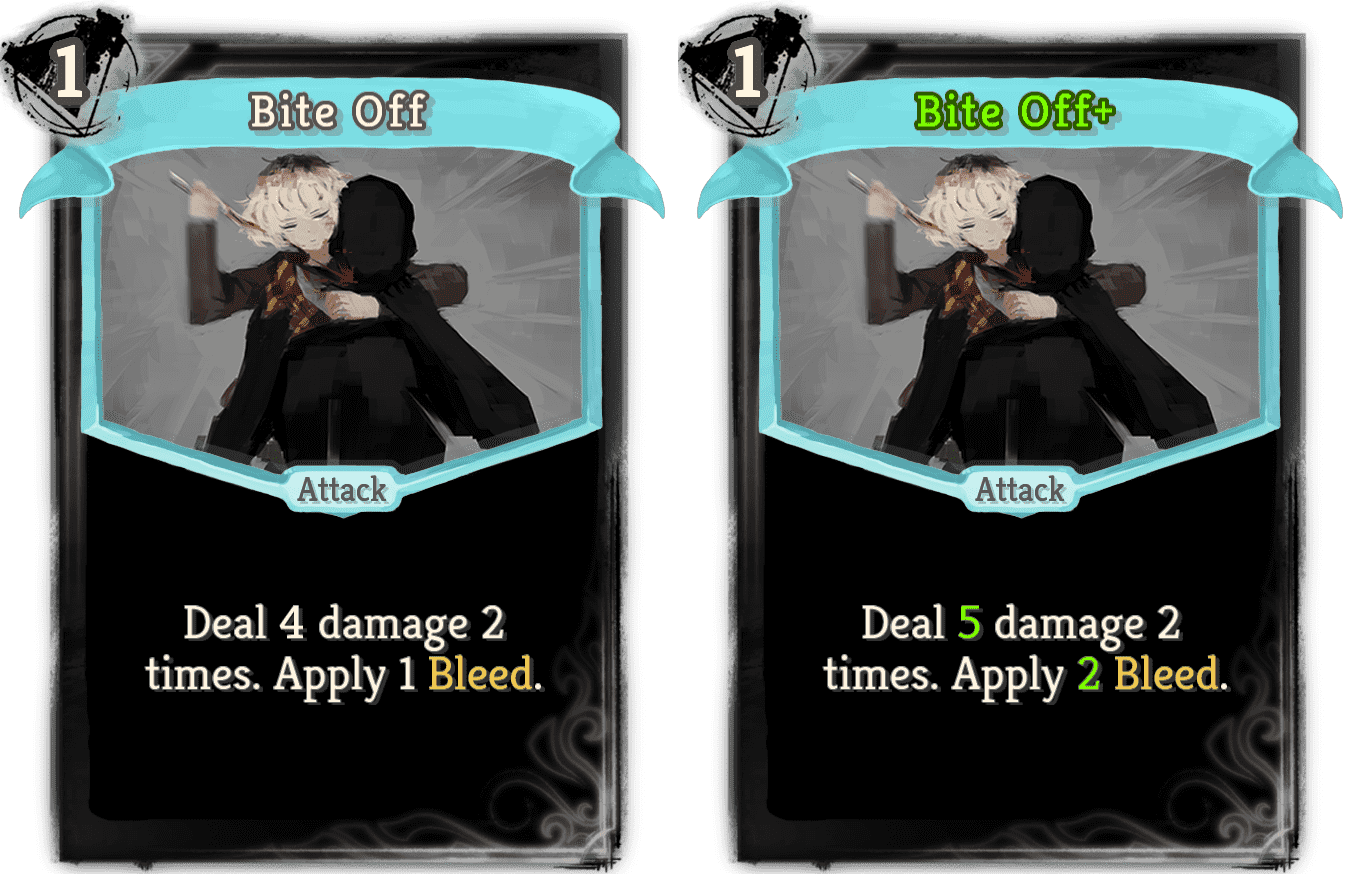 1
Bite Off
Attack
Deal 4 damage 2
times. Apply 1 Bleed.
1
Bite Off+
Attack
Deal 5 damage 2
times. Apply 2 Bleed.